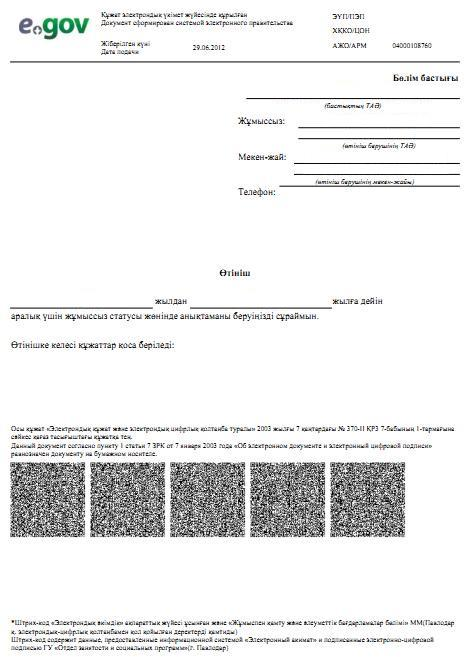 e.gov
Құжат электрондық үкімет жүйесінде құрылған
Документ сформирован системой электронного правительства
ЭҮП/ПЭП
ХҚКО/ЦОН
Жіберілген күні
Дата подачи
29.06.2012
АЖО/АРМ 04000108760
Бөлім бастығы
(бастықтың ТАӘ)
Жұмыссыз:
(өтініш берушінің ТАӘ)
Мекен-жай:
(өтініш берушінің мекен-жайы)
Телефон:
Өтініш
жылдан жылға дейін
аралық үшін жұмыссыз статусы жөнінде анықтаманы беруіңізді сұраймын.
Өтінішке келесі құжаттар қоса беріледі:
Осы құжат «Электрондық құжат және электрондық цифрлық қолтаңба туралы» 2003 жылғы 7 қаңтардағы № 370-II ҚРЗ 7-бабының 1-тармағына
сәйкес қағаз тасығыштағы құжатқа тең.
Данный документ согласно пункту 1 статьи 7 ЗРК от 7 января 2003 года «Об электронном документе и электронной цифровой подписи»
равнозначен документу на бумажном носителе.
*Штрих-код «Электрондық әкімдік» ақпараттық жүйесі ұсынған және «Жұмыспен қамту және әлеуметтік бағдарламалар бөлімі» ММ(Павлодар
қ, электрондық-цифрлық қолтаңбамен қол қойылған деректерді қамтиды)
Штрих-код содержит данные, предоставленные информационной системой «Электронный акимат» и подписанные электронно-цифровой
подписью ГУ «Отдел занятости и социальных программ»(г. Павлодар)